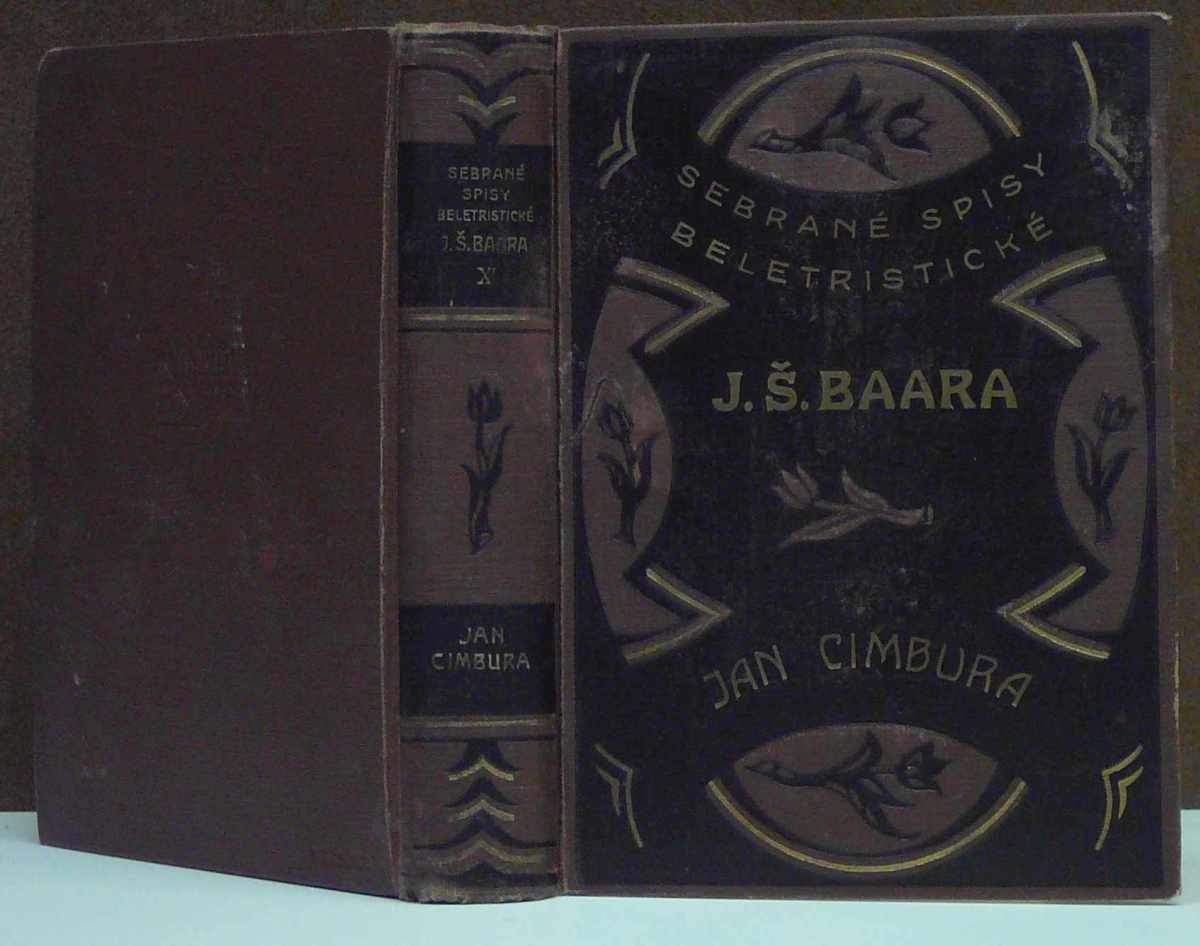 SEBRANÉ
SPISY
BELETRISTICKÉ
J.Š.BAARA
X
JAN
CIMBURA
SEBRANÉ SPISY
BELETRISTICKÉ
J.Š.BAARA
JAN CIMBURA